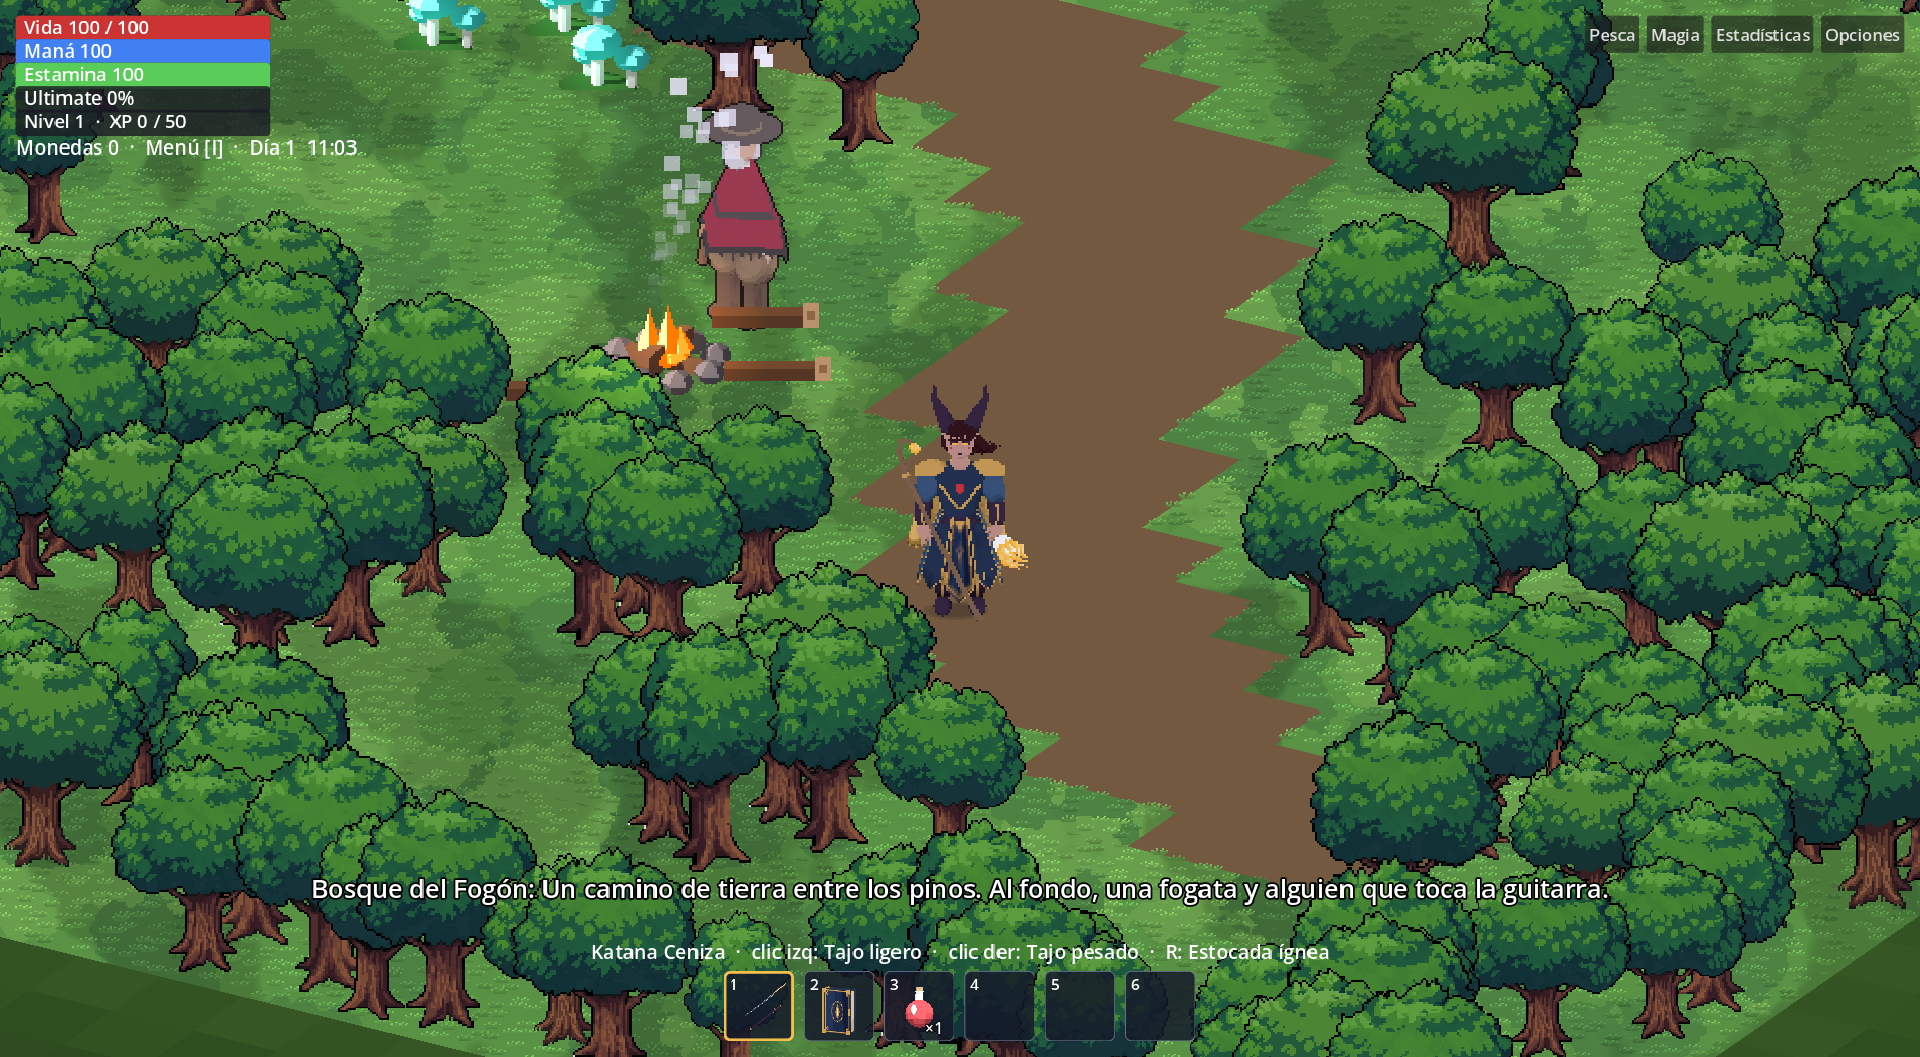 Vida 100 / 100
Maná 100
Estamina 100
Ultimate 0%
Nivel 1 · XP 0 / 50
Monedas 0 · Menú [I] · Día 1 11:03
Pesca Magia Estadísticas Opciones
Bosque del Fogón: Un camino de tierra entre los pinos. Al fondo, una fogata y alguien que toca la guitarra.
Katana Ceniza · clic izq: Tajo ligero · clic der: Tajo pesado · R: Estocada ígnea
1 2 3 4 5 6
×1